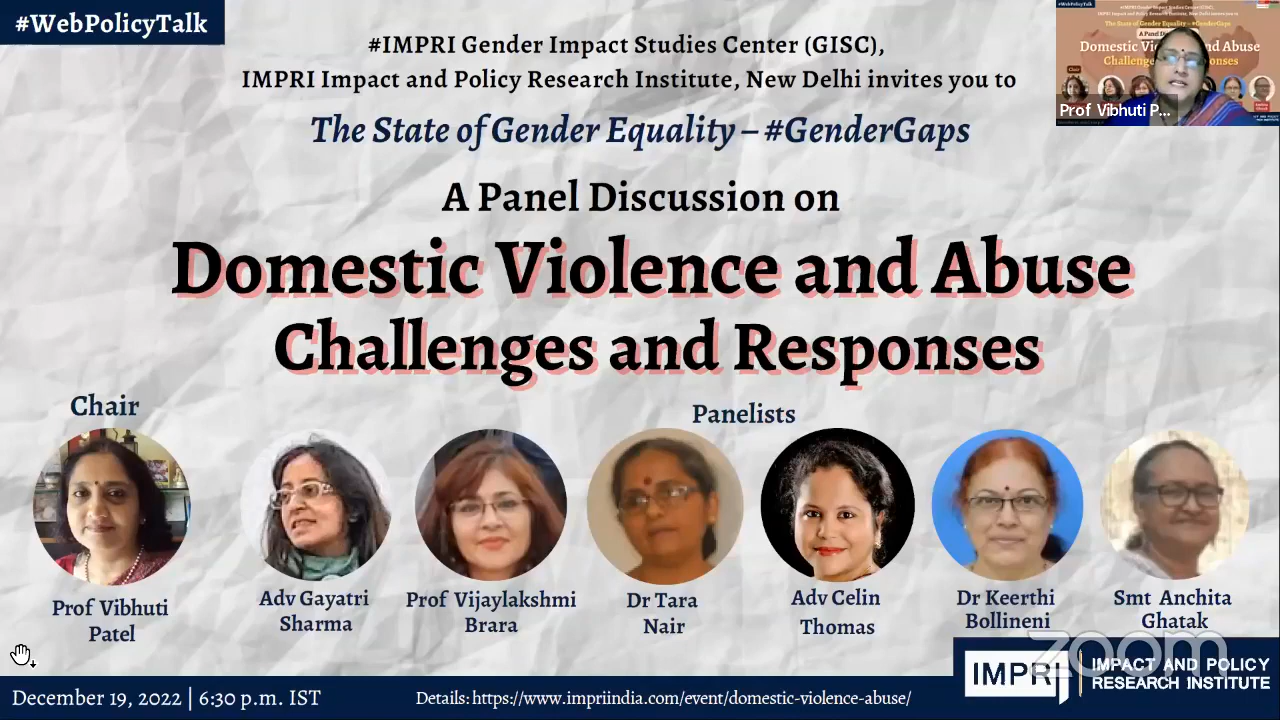 #WebPolicyTalk
#IMPRI Gender Impact Studies Center (GISC),
IMPRI Impact and Policy Research Institute, New Delhi invites you to
The State of Gender Equality – #GenderGaps
A Panel Discussion on
Domestic Violence and Abuse
Challenges and Responses
Prof Vibhuti P...
Chair
Panelists
Prof Vibhuti
Patel
Adv Gayatri
Sharma
Prof Vijaylakshmi
Brara
Dr Tara
Nair
Adv Celin
Thomas
Dr Keerthi
Bollineni
Smt Anchita
Ghatak
zoom
IMPRI
IMPACT AND POLICY
RESEARCH INSTITUTE
December 19, 2022 | 6:30 p.m. IST
Details: https://www.impriindia.com/event/domestic-violence-abuse/